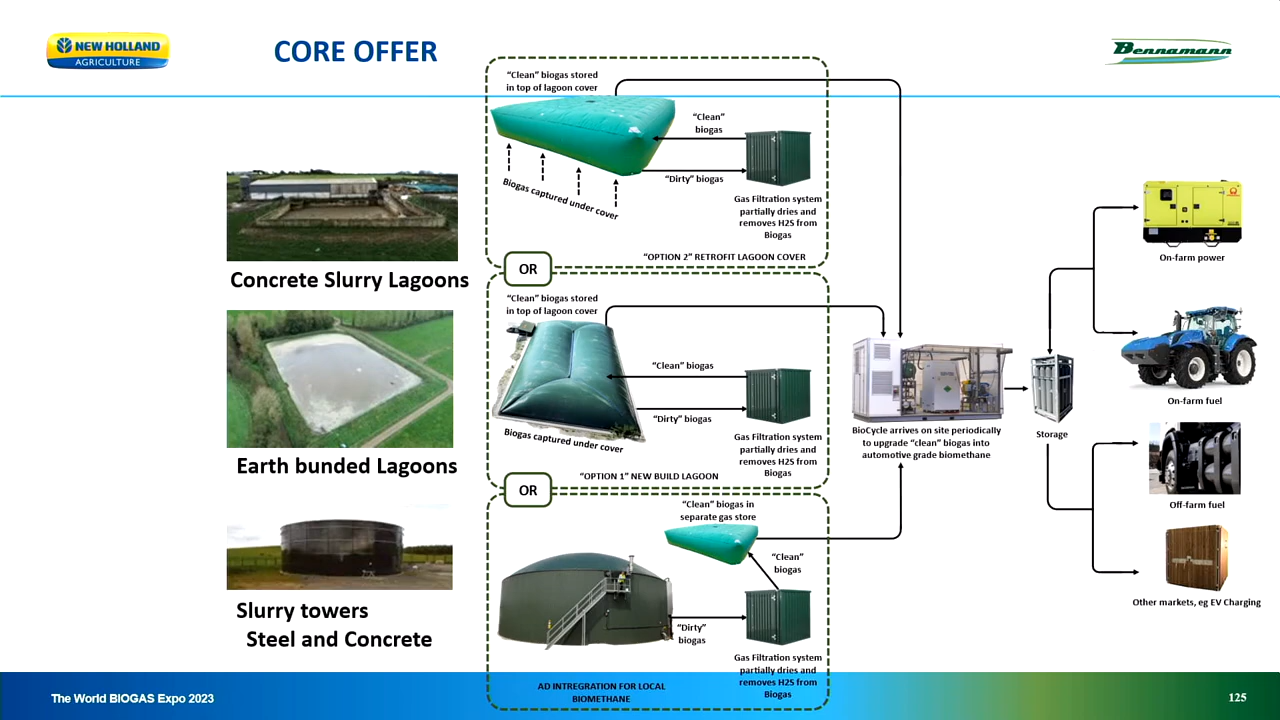 NEW HOLLAND
AGRICULTURE
CORE OFFER
Bennamann
"Clean" biogas stored
in top of lagoon cover
"Clean"
biogas
"Dirty" biogas
Biogas captured under cover
Gas Filtration system
partially dries and
removes H2S from
Biogas
"OPTION 2" RETROFIT LAGOON COVER
Concrete Slurry Lagoons
OR
"Clean" biogas stored
in top of lagoon cover
"Clean" biogas
"Dirty" biogas
Biogas captured under cover
Gas Filtration system
partially dries and
removes H2S from
Biogas
"OPTION 1" NEW BUILD LAGOON
Earth bunded Lagoons
OR
"Clean" biogas in
separate gas store
"Clean"
biogas
"Dirty"
biogas
Gas Filtration system
partially dries and
removes H2S from
Biogas
AD INTREGRATION FOR LOCAL
BIOMETHANE
Slurry towers
Steel and Concrete
BioCycle arrives on site periodically
to upgrade "clean" biogas into
automotive grade biomethane
Storage
On-farm power
On-farm fuel
Off-farm fuel
Other markets, eg EV Charging
The World BIOGAS Expo 2023
125